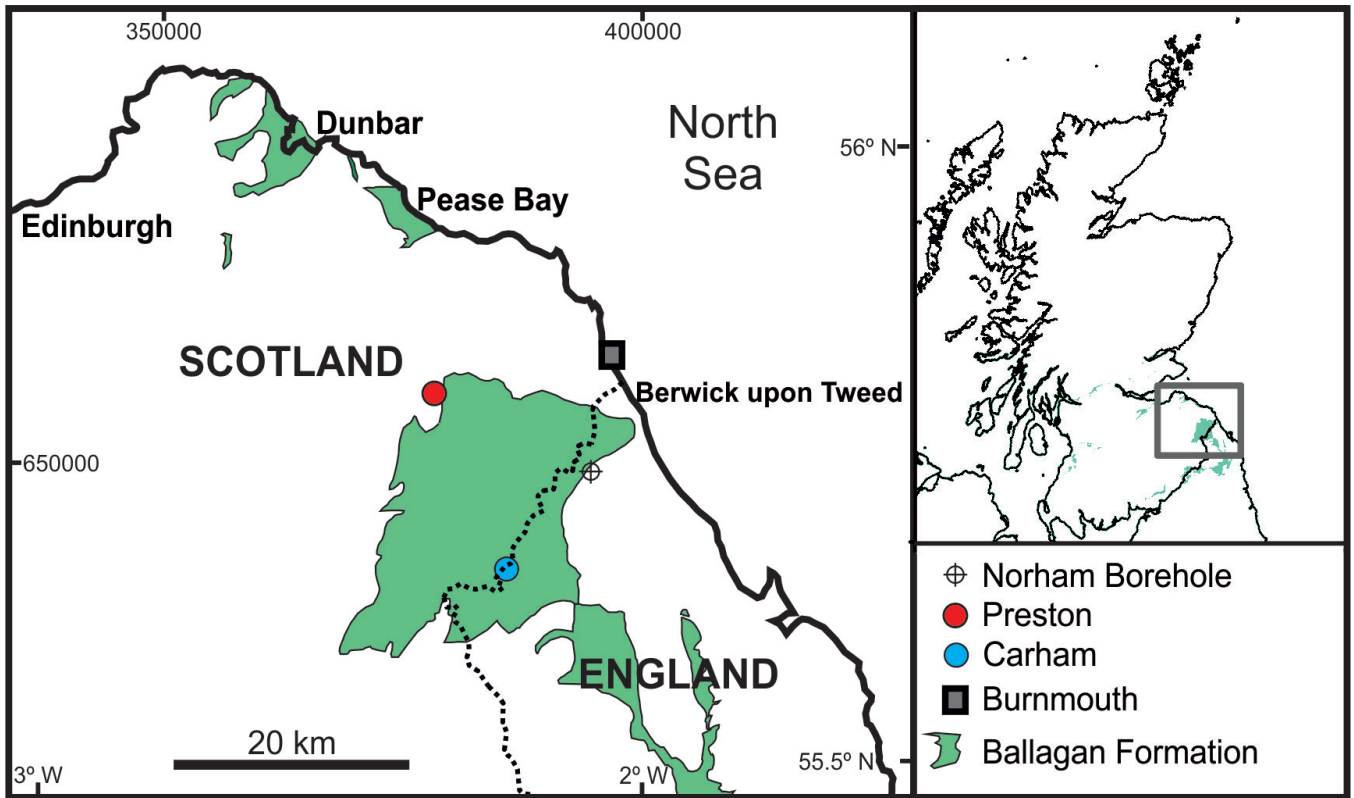 350000
400000
Dunbar
North
Sea
56º N
Pease Bay
Edinburgh
SCOTLAND
Berwick upon Tweed
650000
ENGLAND
20 km
55.5º N
3º W
2º W
Norham Borehole
Preston
Carham
Burnmouth
Ballagan Formation